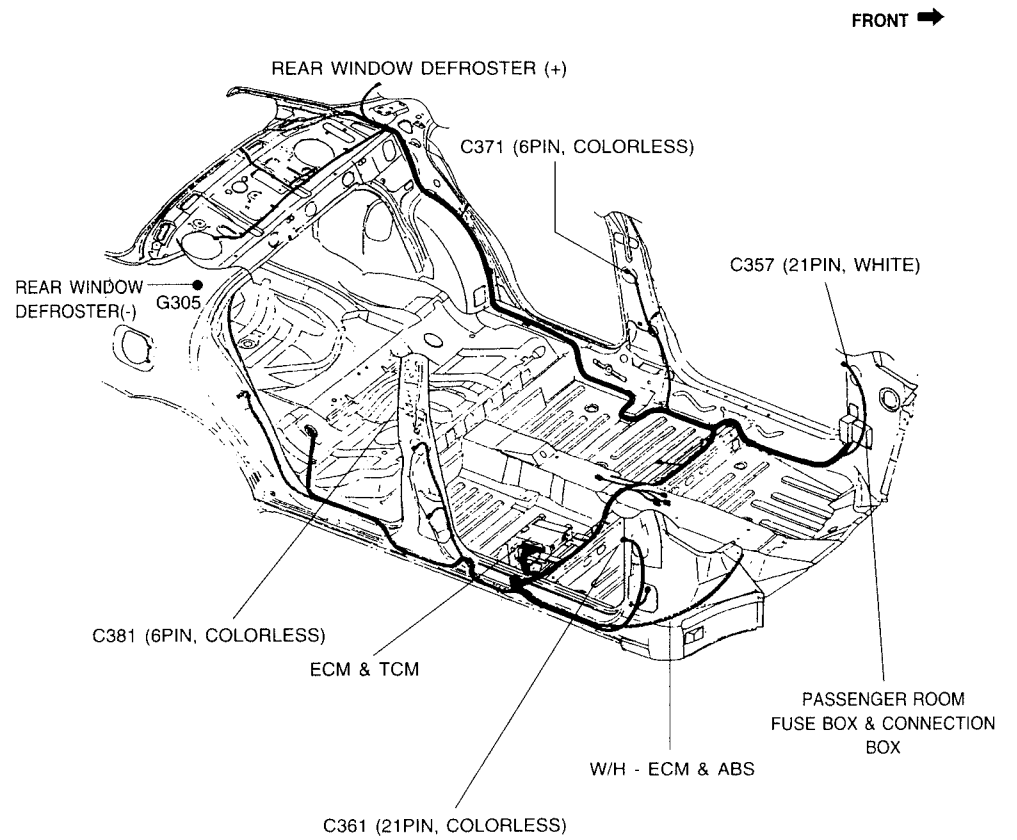 FRONT
REAR WINDOW DEFROSTER (+)
C371 (6PIN, COLORLESS)
C357 (21PIN, WHITE)
REAR WINDOW
DEFROSTER(-)
G305
C381 (6PIN, COLORLESS)
ECM & TCM
PASSENGER ROOM
FUSE BOX & CONNECTION
BOX
W/H - ECM & ABS
C361 (21PIN, COLORLESS)